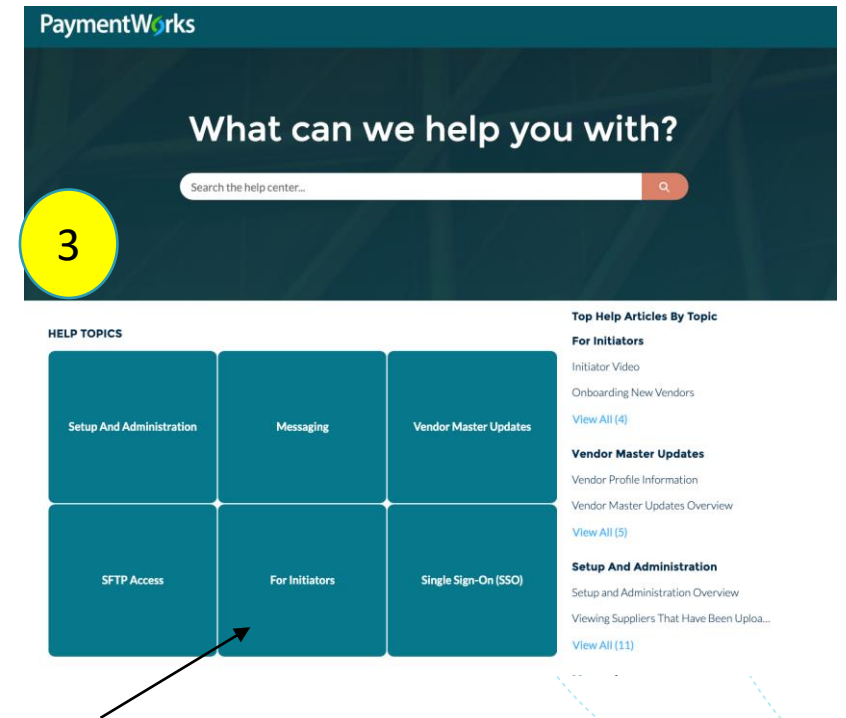 PaymentWorks
What can we help you with?
Search the help center...
3
HELP TOPICS
Setup And Administration
Messaging
Vendor Master Updates
SFTP Access
For Initiators
Single Sign-On (SSO)
Top Help Articles By Topic
For Initiators
Initiator Video
Onboarding New Vendors
View All (4)
Vendor Master Updates
Vendor Profile Information
Vendor Master Updates Overview
View All (5)
Setup And Administration
Setup and Administration Overview
Viewing Suppliers That Have Been Uploa...
View All (11)